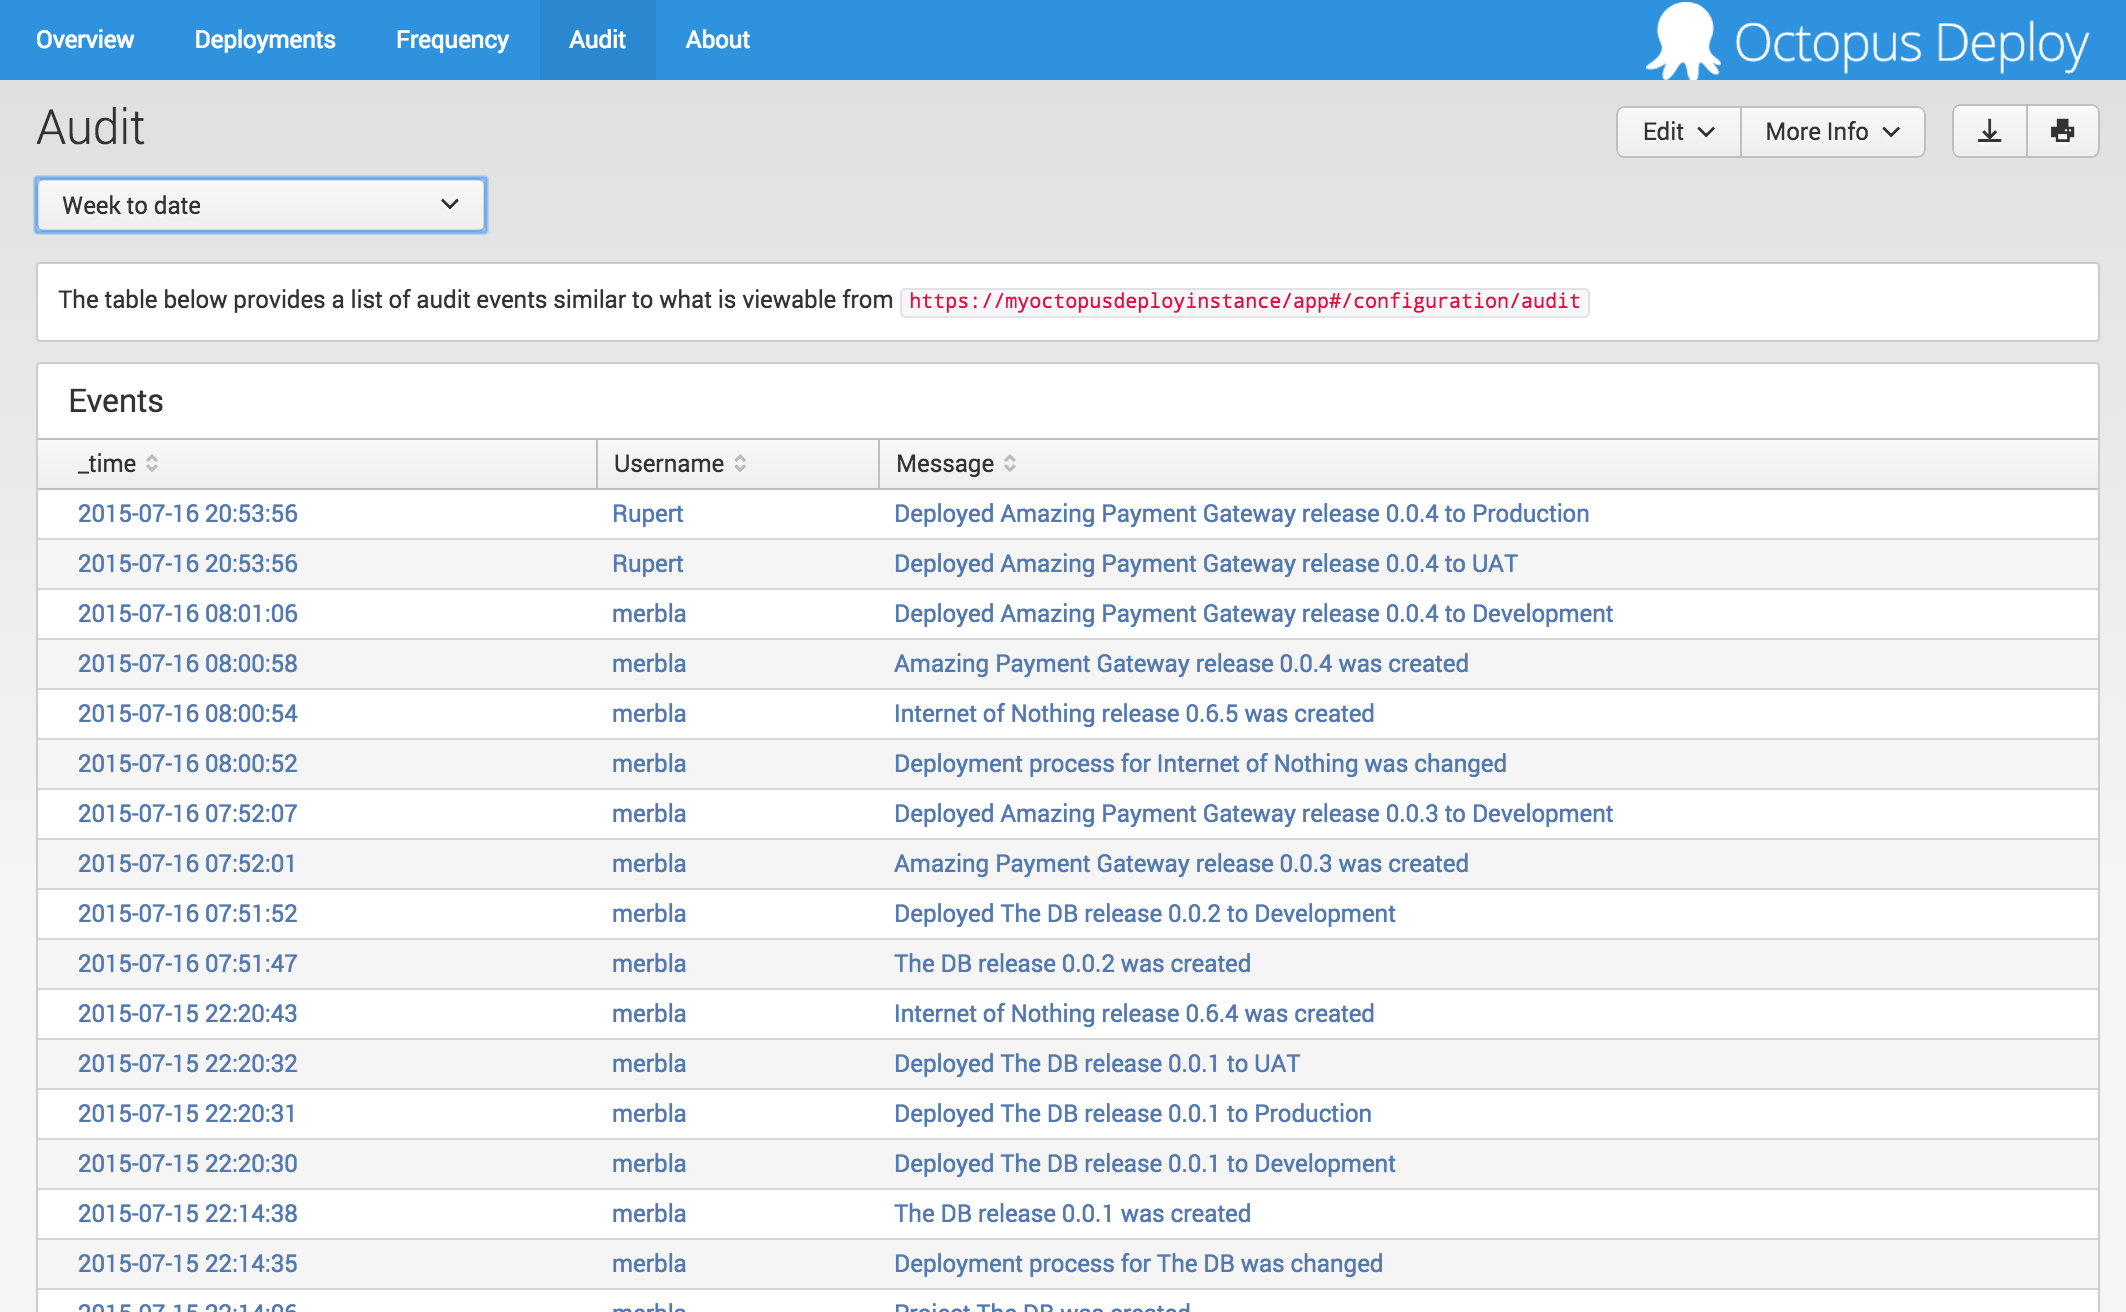 Overview Deployments Frequency Audit About Octopus Deploy
Audit Edit More Info
Week to date
The table below provides a list of audit events similar to what is viewable from https://myoctopusdeployinstance/app#/configuration/audit
Events
_time Username Message
2015-07-16 20:53:56 Rupert Deployed Amazing Payment Gateway release 0.0.4 to Production
2015-07-16 20:53:56 Rupert Deployed Amazing Payment Gateway release 0.0.4 to UAT
2015-07-16 08:01:06 merbla Deployed Amazing Payment Gateway release 0.0.4 to Development
2015-07-16 08:00:58 merbla Amazing Payment Gateway release 0.0.4 was created
2015-07-16 08:00:54 merbla Internet of Nothing release 0.6.5 was created
2015-07-16 08:00:52 merbla Deployment process for Internet of Nothing was changed
2015-07-16 07:52:07 merbla Deployed Amazing Payment Gateway release 0.0.3 to Development
2015-07-16 07:52:01 merbla Amazing Payment Gateway release 0.0.3 was created
2015-07-16 07:51:52 merbla Deployed The DB release 0.0.2 to Development
2015-07-16 07:51:47 merbla The DB release 0.0.2 was created
2015-07-15 22:20:43 merbla Internet of Nothing release 0.6.4 was created
2015-07-15 22:20:32 merbla Deployed The DB release 0.0.1 to UAT
2015-07-15 22:20:31 merbla Deployed The DB release 0.0.1 to Production
2015-07-15 22:20:30 merbla Deployed The DB release 0.0.1 to Development
2015-07-15 22:14:38 merbla The DB release 0.0.1 was created
2015-07-15 22:14:35 merbla Deployment process for The DB was changed
2015-07-15 22:14:06 merbla Project The DB was created